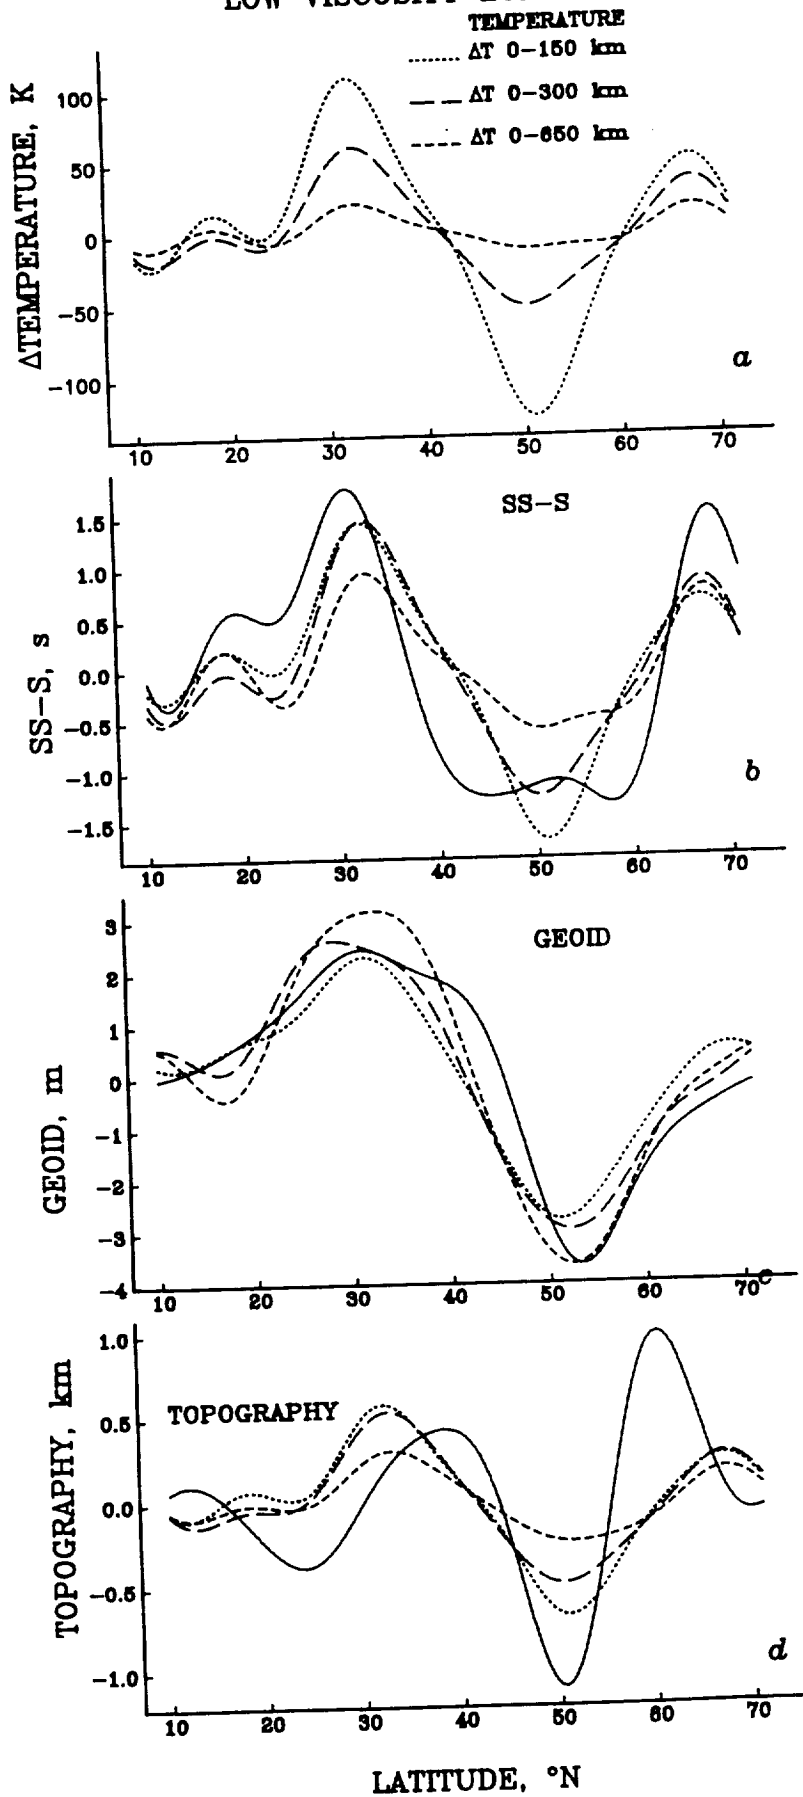 LOW VISCOSITY
TEMPERATURE
ΔT 0-150 km
ΔT 0-300 km
ΔT 0-650 km
ΔTEMPERATURE, K
100
50
0
-50
-100
a
10 20 30 40 50 60 70
SS-S
SS-S, s
1.5
1.0
0.5
0.0
-0.5
-1.0
-1.5
b
10 20 30 40 50 60 70
GEOID
GEOID, m
3
2
1
0
-1
-2
-3
-4
c
10 20 30 40 50 60 70
TOPOGRAPHY
TOPOGRAPHY, km
1.0
0.5
0.0
-0.5
-1.0
d
10 20 30 40 50 60 70
LATITUDE, °N